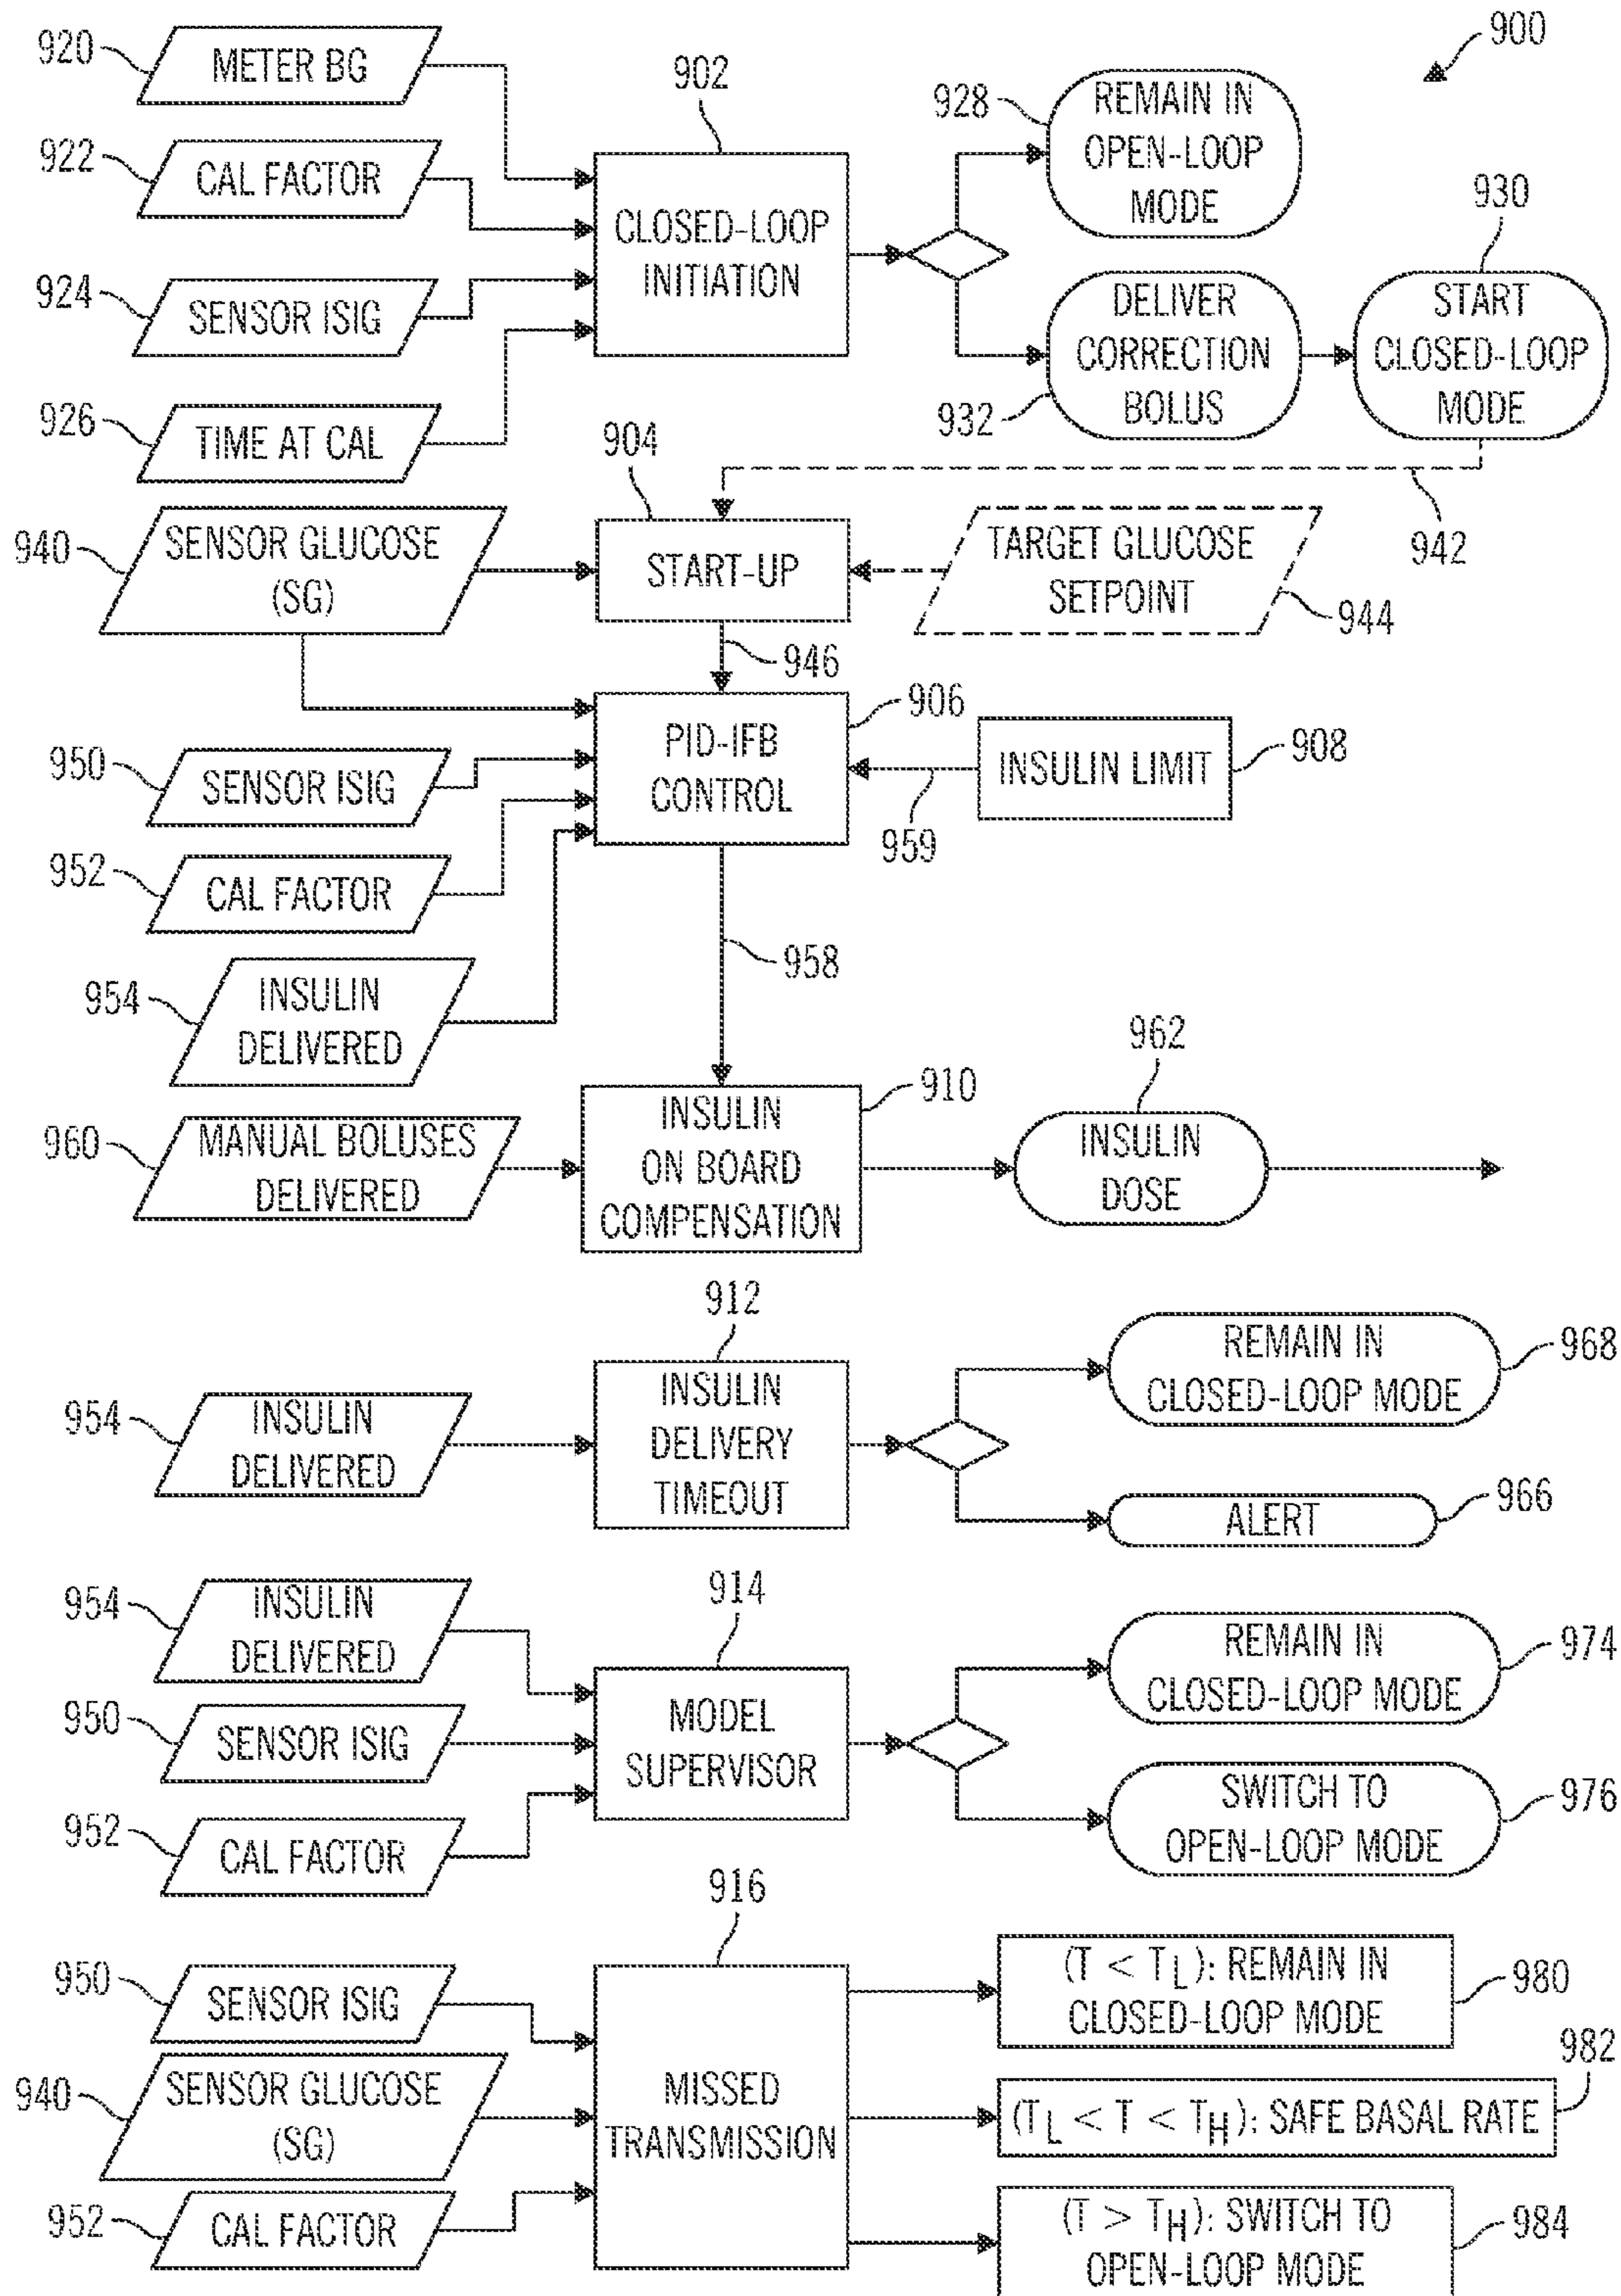 900
920
METER BG
902
928
REMAIN IN
OPEN-LOOP
MODE
922
CAL FACTOR
CLOSED-LOOP
INITIATION
930
924
SENSOR ISIG
DELIVER
CORRECTION
BOLUS
932
START
CLOSED-LOOP
MODE
926
TIME AT CAL
904
942
940
SENSOR GLUCOSE
(SG)
START-UP
TARGET GLUCOSE
SETPOINT
944
946
906
PID-IFB
CONTROL
INSULIN LIMIT
908
959
950
SENSOR ISIG
952
CAL FACTOR
958
954
INSULIN
DELIVERED
962
910
960
MANUAL BOLUSES
DELIVERED
INSULIN
ON BOARD
COMPENSATION
INSULIN
DOSE
912
954
INSULIN
DELIVERED
INSULIN
DELIVERY
TIMEOUT
REMAIN IN
CLOSED-LOOP MODE
968
ALERT
966
954
INSULIN
DELIVERED
914
REMAIN IN
CLOSED-LOOP MODE
974
950
SENSOR ISIG
MODEL
SUPERVISOR
952
CAL FACTOR
SWITCH TO
OPEN-LOOP MODE
976
916
950
SENSOR ISIG
(T < TL): REMAIN IN
CLOSED-LOOP MODE
980
940
SENSOR GLUCOSE
(SG)
MISSED
TRANSMISSION
982
(TL < T < TH): SAFE BASAL RATE
952
CAL FACTOR
(T > TH): SWITCH TO
OPEN-LOOP MODE
984